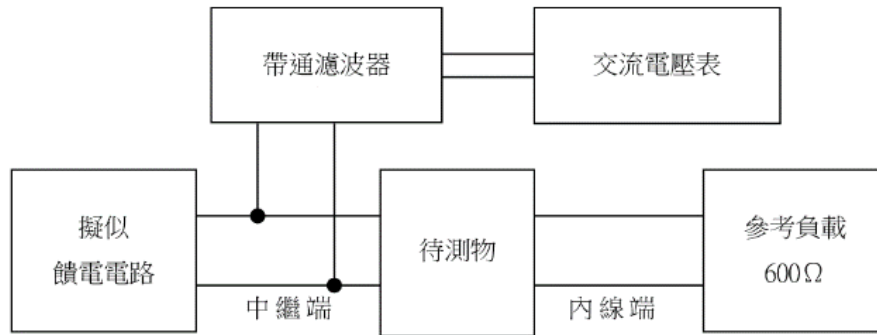 帶通濾波器
交流電壓表
擬似
饋電電路
中繼端
待測物
內線端
參考負載
600Ω